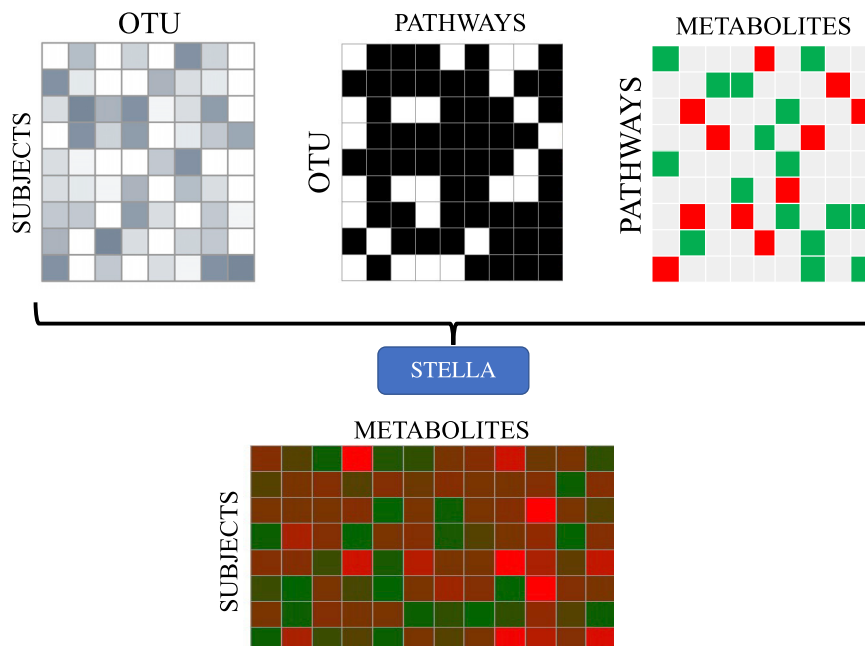 OTU
PATHWAYS
METABOLITES
SUBJECTS
OTU
PATHWAYS
STELLA
METABOLITES
SUBJECTS